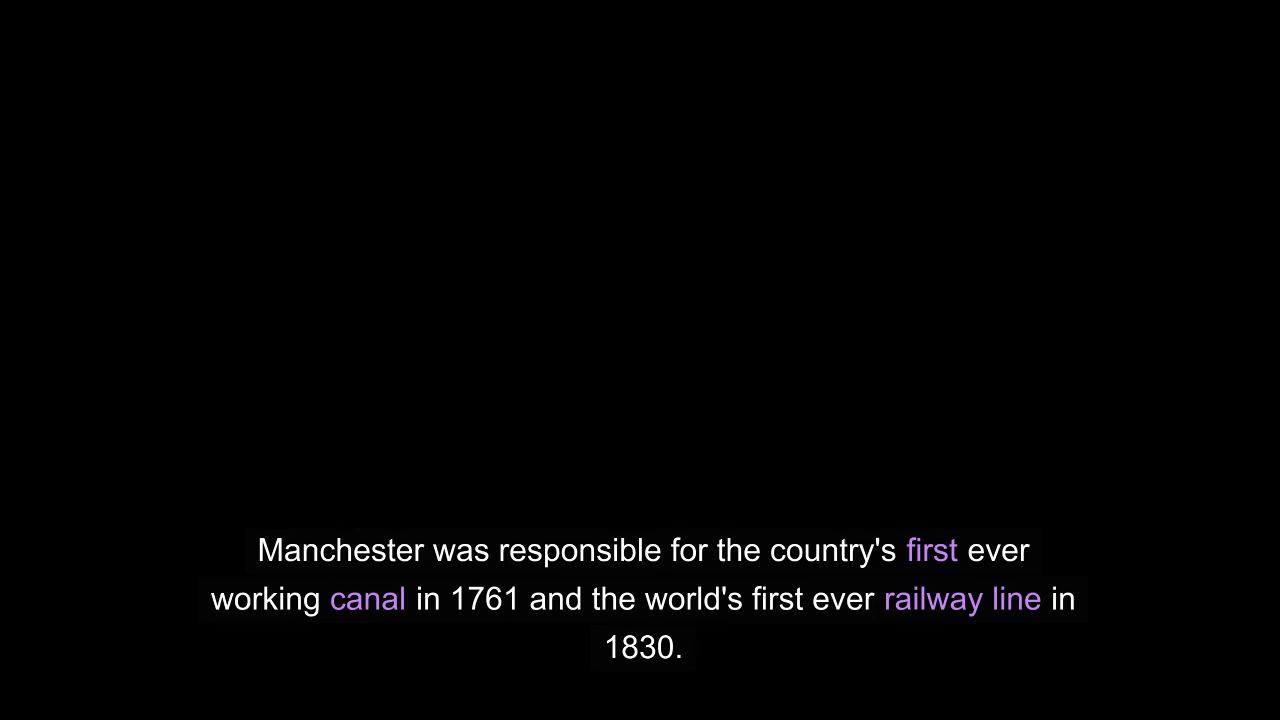 Manchester was responsible for the country's first ever
working canal in 1761 and the world's first ever railway line in
1830.